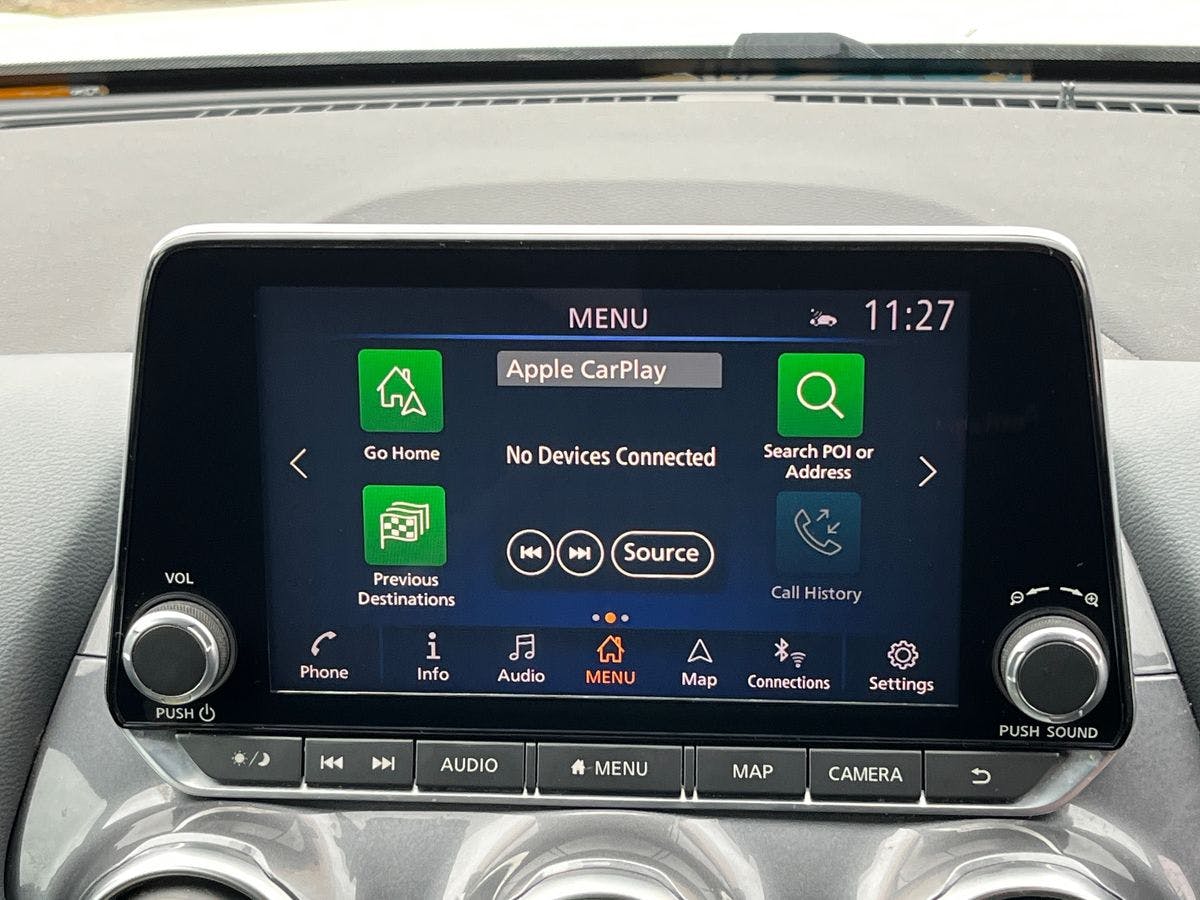 MENU
11:27
Apple CarPlay
Go Home
No Devices Connected
Search POI or
Address
Source
Previous
Destinations
Call History
Phone
Info
Audio
MENU
Map
Connections
Settings
VOL
PUSH
PUSH SOUND
AUDIO
MENU
MAP
CAMERA